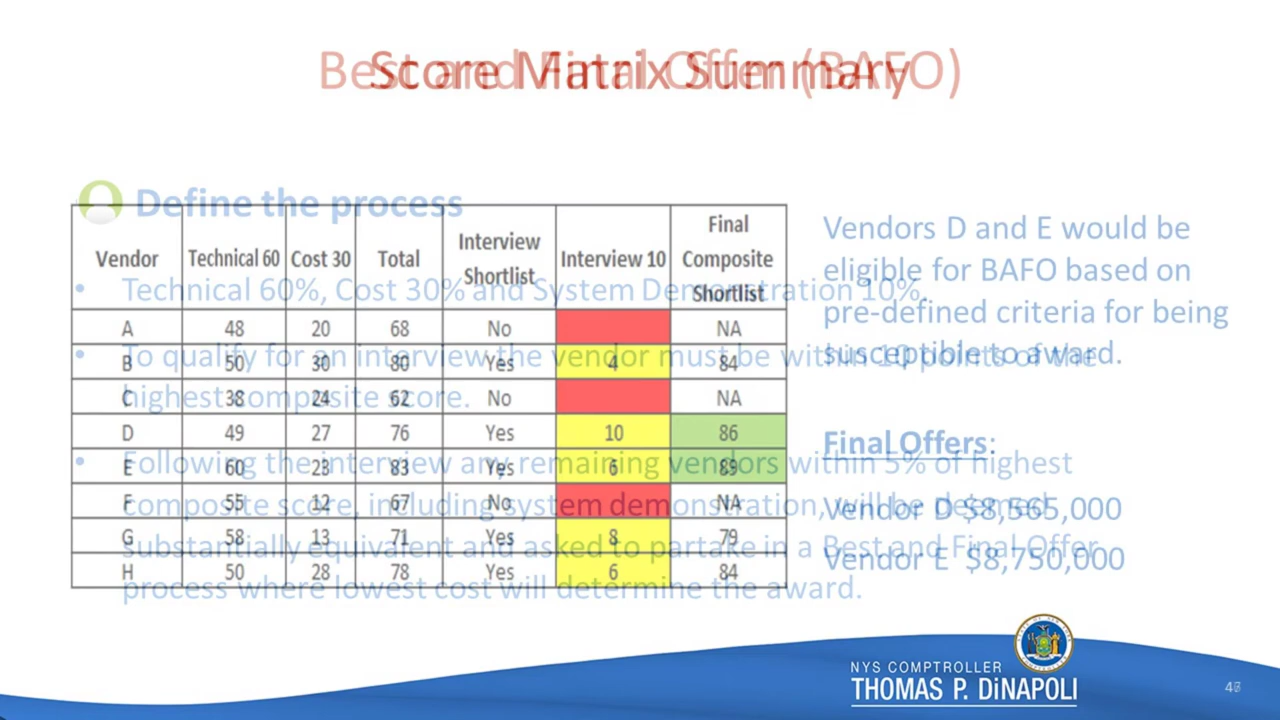 Best and Final Offer (BAFO)
Score Matrix Summary
Define the process
• Technical 60%, Cost 30% and System Demonstration 10%.
• To qualify for an interview the vendor must be within 10 points of the
highest composite score.
• Following the interview any remaining vendors within 5% of highest
composite score, including system demonstration, will be deemed
substantially equivalent and asked to partake in a Best and Final Offer
process where lowest cost will determine the award.
Vendor Technical 60 Cost 30 Total Interview Shortlist Interview 10 Final Composite Shortlist
A 48 20 68 No NA
B 50 30 80 Yes 4 84
C 38 24 62 No NA
D 49 27 76 Yes 10 86
E 60 23 83 Yes 6 89
F 55 12 67 No NA
G 58 13 71 Yes 8 79
H 50 28 78 Yes 6 84
Vendors D and E would be
eligible for BAFO based on
pre-defined criteria for being
susceptible to award.
Final Offers:
Vendor D $8,565,000
Vendor E $8,750,000
NYS COMPTROLLER
THOMAS P. DiNAPOLI